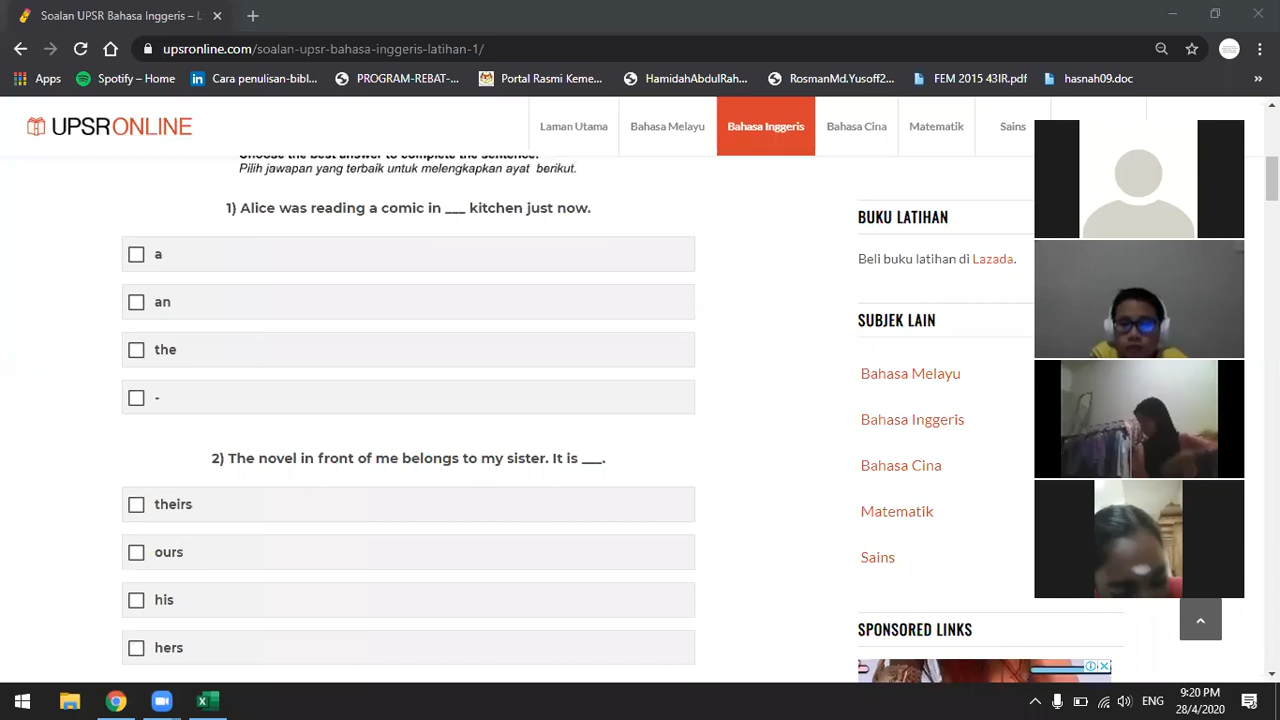 Soalan UPSR Bahasa Inggeris – L
upsronline.com/soalan-upsr-bahasa-inggeris-latihan-1/
Apps
Spotify – Home
Cara penulisan-bibl...
PROGRAM-REBAT-...
Portal Rasmi Keme...
HamidahAbdulRah...
RosmanMd.Yusoff2...
FEM 2015 43IR.pdf
hasnah09.doc
»
UPSRONLINE
Laman Utama
Bahasa Melayu
Bahasa Inggeris
Bahasa Cina
Matematik
Sains
Choose the best answer to complete the sentence.
Pilih jawapan yang terbaik untuk melengkapkan ayat berikut.
1) Alice was reading a comic in ___ kitchen just now.
a
an
the
-
2) The novel in front of me belongs to my sister. It is ___.
theirs
ours
his
hers
BUKU LATIHAN
Beli buku latihan di Lazada.
SUBJEK LAIN
Bahasa Melayu
Bahasa Inggeris
Bahasa Cina
Matematik
Sains
SPONSORED LINKS
ENG
9:20 PM
28/4/2020